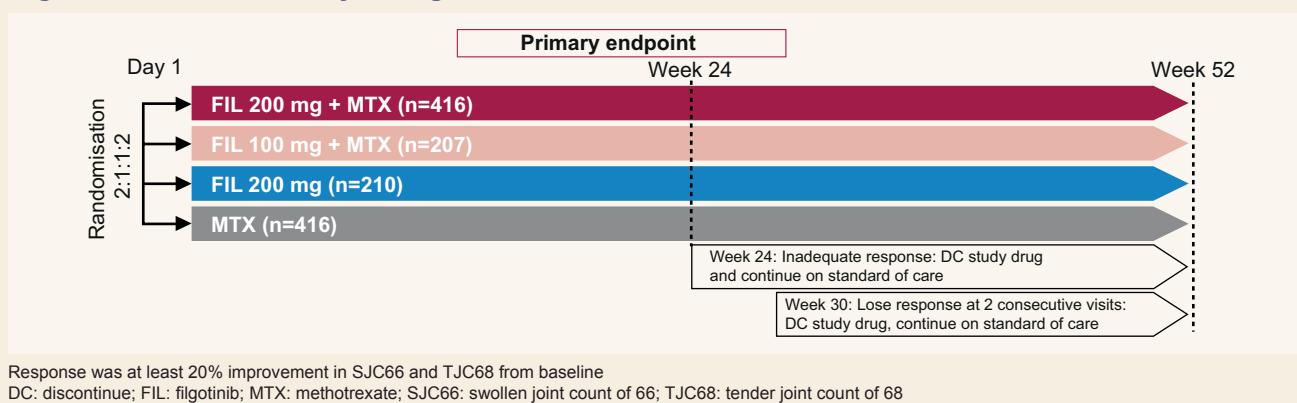 Primary endpoint
Day 1
Week 24
Week 52
Randomisation
2:1:1:2
FIL 200 mg + MTX (n=416)
FIL 100 mg + MTX (n=207)
FIL 200 mg (n=210)
MTX (n=416)
Week 24: Inadequate response: DC study drug
and continue on standard of care
Week 30: Lose response at 2 consecutive visits:
DC study drug, continue on standard of care
Response was at least 20% improvement in SJC66 and TJC68 from baseline
DC: discontinue; FIL: filgotinib; MTX: methotrexate; SJC66: swollen joint count of 66; TJC68: tender joint count of 68